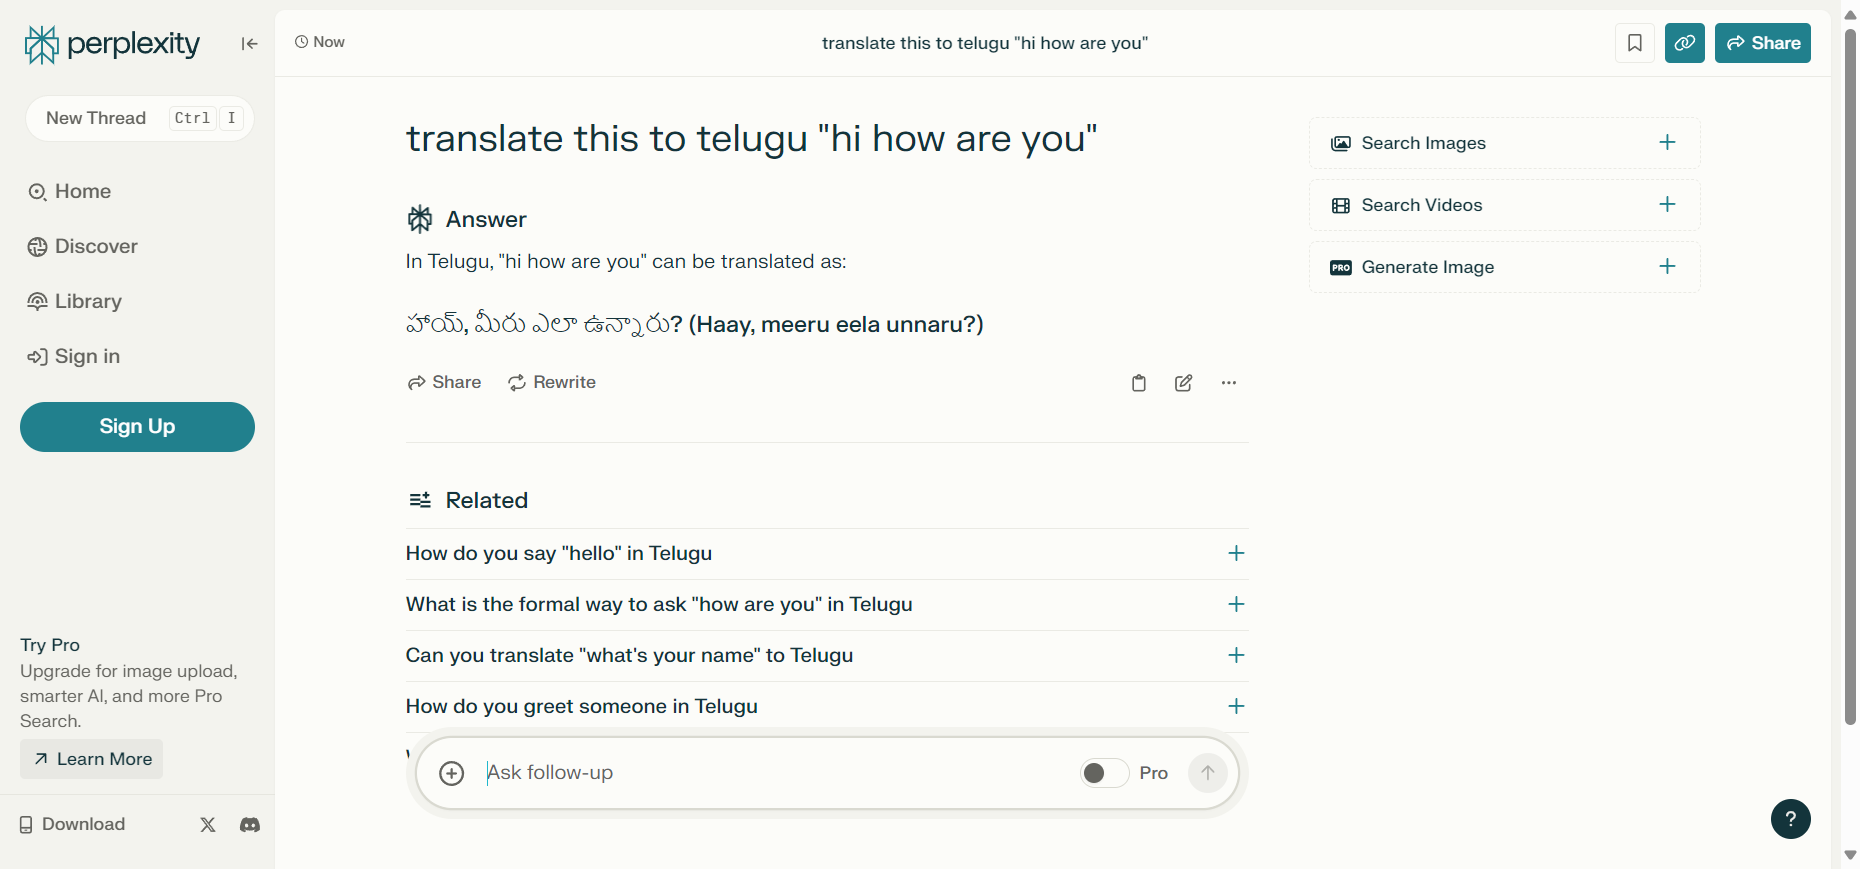 perplexity
New Thread Ctrl I
Home
Discover
Library
Sign in
Sign Up
Try Pro
Upgrade for image upload,
smarter AI, and more Pro
Search.
Learn More
Download
Now
translate this to telugu "hi how are you"
Share
translate this to telugu "hi how are you"
Answer
In Telugu, "hi how are you" can be translated as:
హాయ్, మీరు ఎలా ఉన్నారు? (Haay, meeru eela unnaru?)
Share Rewrite
Related
How do you say "hello" in Telugu
What is the formal way to ask "how are you" in Telugu
Can you translate "what's your name" to Telugu
How do you greet someone in Telugu
Ask follow-up Pro
Search Images
Search Videos
PRO Generate Image
?